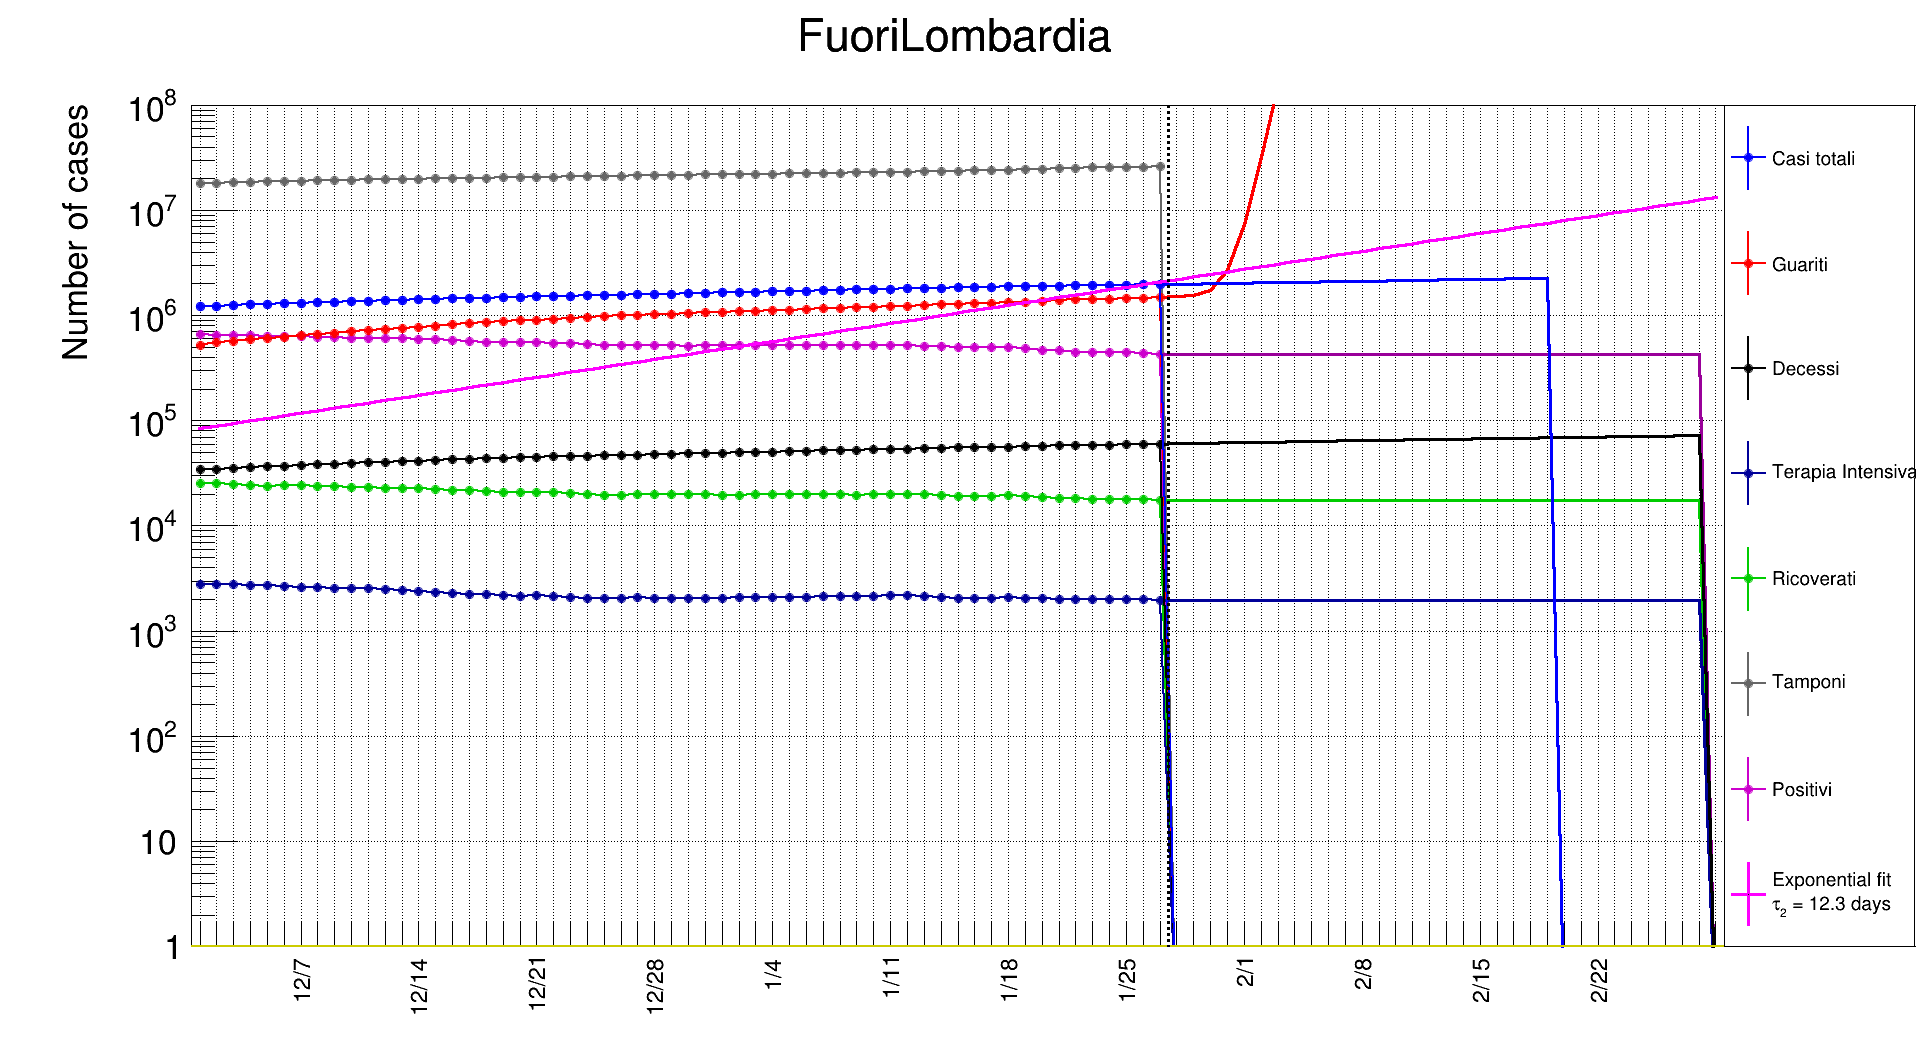 FuoriLombardia
Number of cases
10^8
10^7
10^6
10^5
10^4
10^3
10^2
10
1
12/7
12/14
12/21
12/28
1/4
1/11
1/18
1/25
2/1
2/8
2/15
2/22
Casi totali
Guariti
Decessi
Terapia Intensiva
Ricoverati
Tamponi
Positivi
Exponential fit
τ_2 = 12.3 days